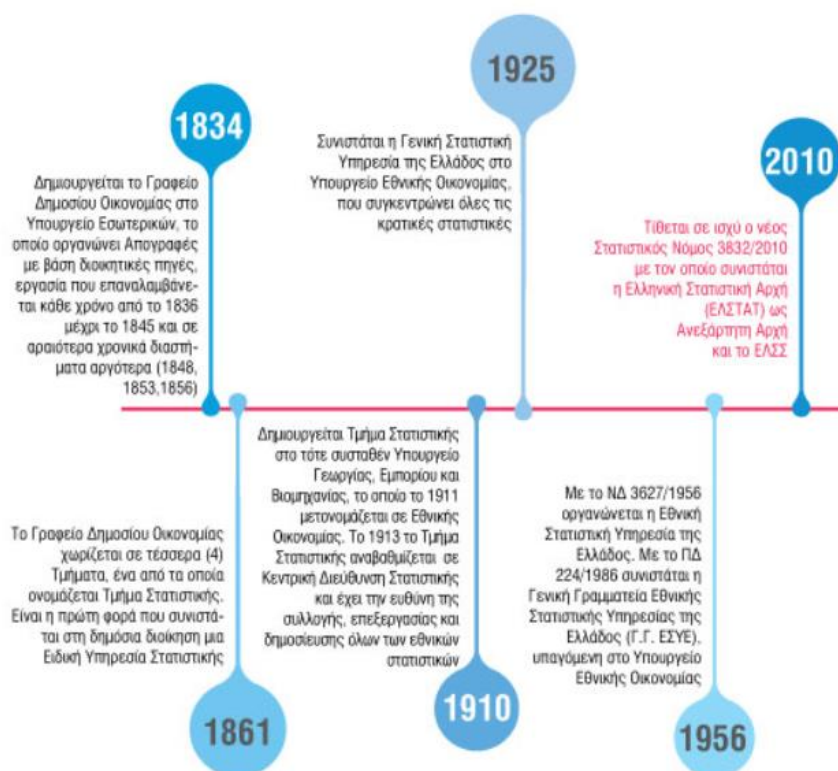 1834
Δημιουργείται το Γραφείο
Δημοσίου Οικονομίας στο
Υπουργείο Εσωτερικών, το
οποίο οργανώνει Απογραφές
με βάση διοικητικές πηγές,
εργασία που επαναλαμβάνε-
ται κάθε χρόνο από το 1836
μέχρι το 1845 και σε
αραιότερα χρονικά διαστή-
ματα αργότερα (1848,
1853,1856)
1861
Το Γραφείο Δημοσίου Οικονομίας
χωρίζεται σε τέσσερα (4)
Τμήματα, ένα από τα οποία
ονομάζεται Τμήμα Στατιστικής.
Είναι η πρώτη φορά που συνιστά-
ται στη δημόσια διοίκηση μια
Ειδική Υπηρεσία Στατιστικής
1910
Δημιουργείται Τμήμα Στατιστικής
στο τότε συσταθέν Υπουργείο
Γεωργίας, Εμπορίου και
Βιομηχανίας, το οποίο το 1911
μετονομάζεται σε Εθνικής
Οικονομίας. Το 1913 το Τμήμα
Στατιστικής αναβαθμίζεται σε
Κεντρική Διεύθυνση Στατιστικής
και έχει την ευθύνη της
συλλογής, επεξεργασίας και
δημοσίευσης όλων των εθνικών
στατιστικών
1925
Συνιστάται η Γενική Στατιστική
Υπηρεσία της Ελλάδος στο
Υπουργείο Εθνικής Οικονομίας,
που συγκεντρώνει όλες τις
κρατικές στατιστικές
1956
Με το ΝΔ 3627/1956
οργανώνεται η Εθνική
Στατιστική Υπηρεσία της
Ελλάδος. Με το ΠΔ
224/1986 συνιστάται η
Γενική Γραμματεία Εθνικής
Στατιστικής Υπηρεσίας της
Ελλάδος (Γ.Γ. ΕΣΥΕ),
υπαγόμενη στο Υπουργείο
Εθνικής Οικονομίας
2010
Τίθεται σε ισχύ ο νέος
Στατιστικός Νόμος 3832/2010
με τον οποίο συνιστάται
η Ελληνική Στατιστική Αρχή
(ΕΛΣΤΑΤ) ως
Ανεξάρτητη Αρχή
και το ΕΛΣΣ